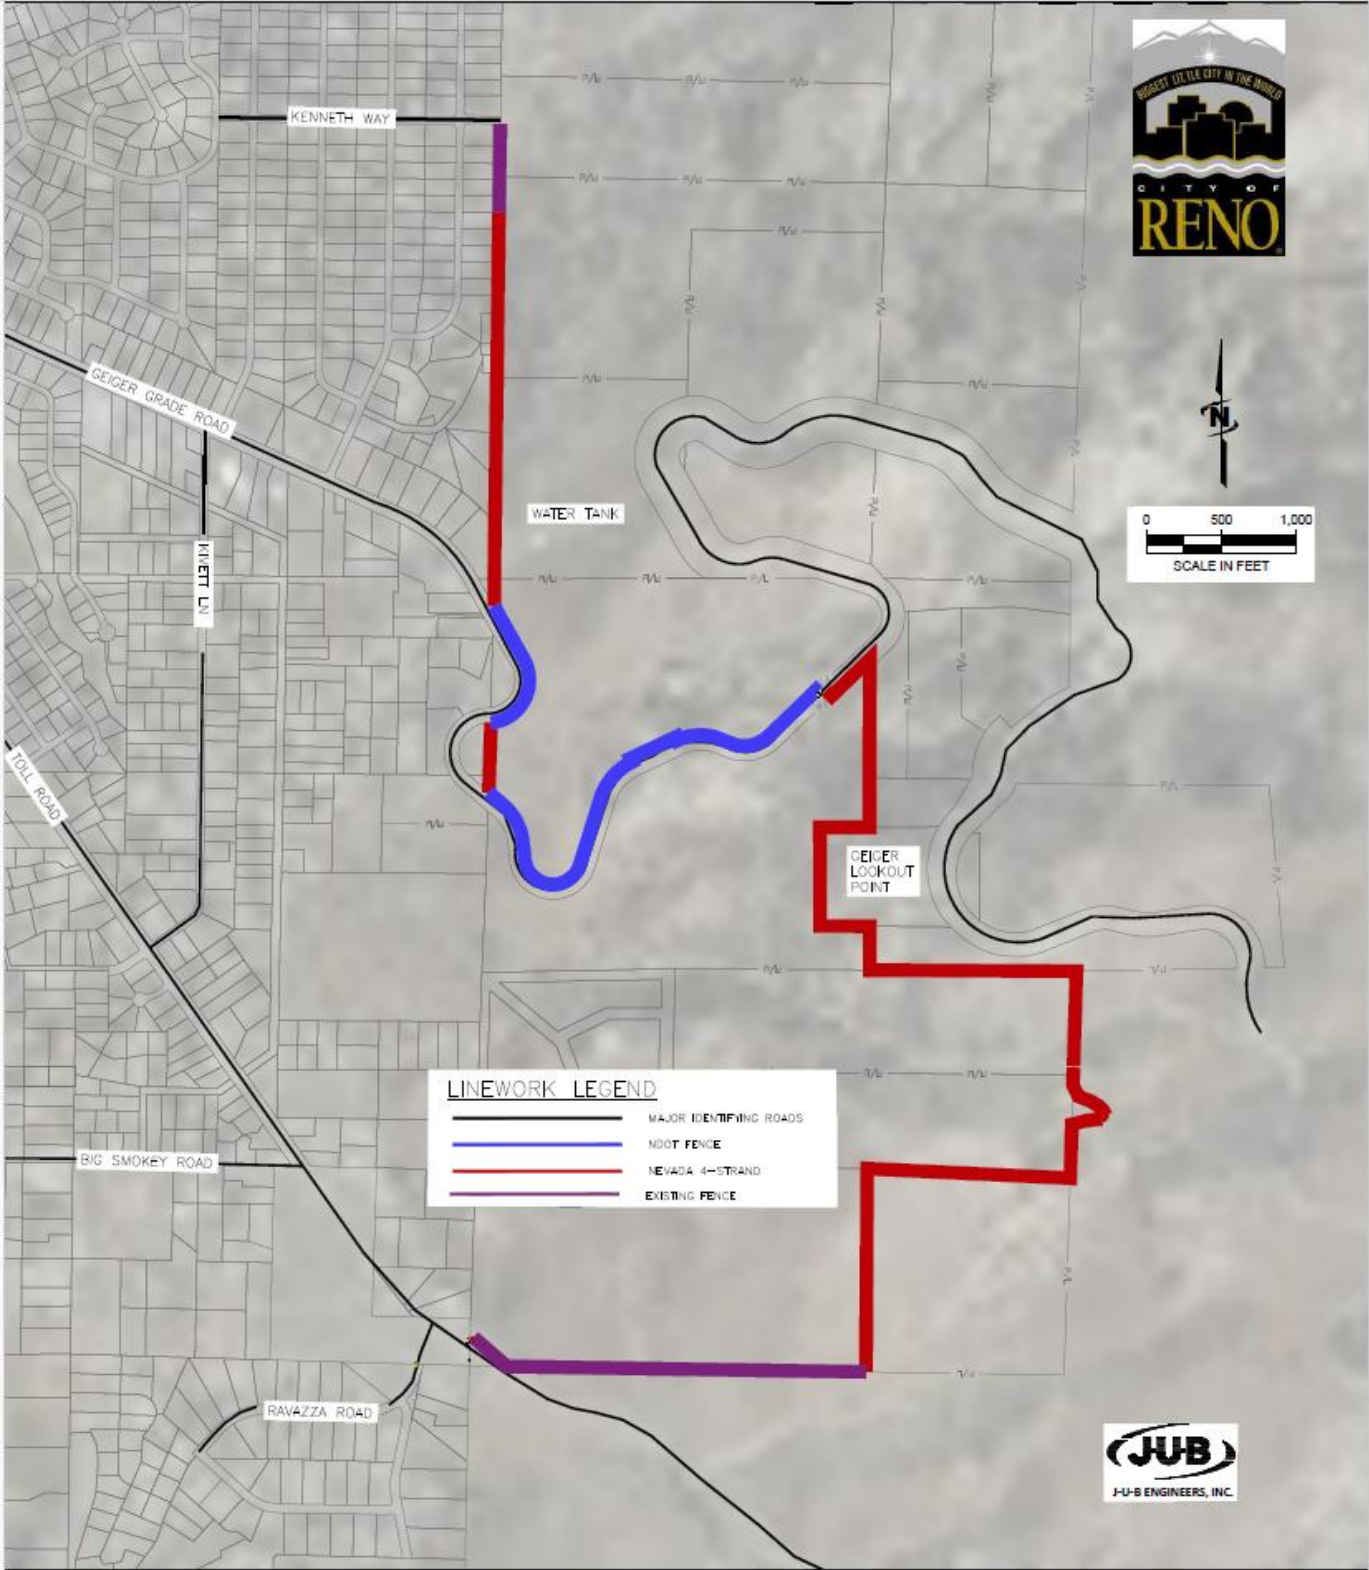 BIGGEST LITTLE CITY IN THE WORLD
CITY OF
RENO
KENNETH WAY
GEIGER GRADE ROAD
N
WATER TANK
0 500 1,000
SCALE IN FEET
KIVETT LN
TOLL ROAD
GEIGER
LOOKOUT
POINT
LINEWORK LEGEND
MAJOR IDENTIFYING ROADS
NDOT FENCE
NEVADA 4-STRAND
EXISTING FENCE
BIG SMOKEY ROAD
RAVAZZA ROAD
J-U-B
J-U-B ENGINEERS, INC.